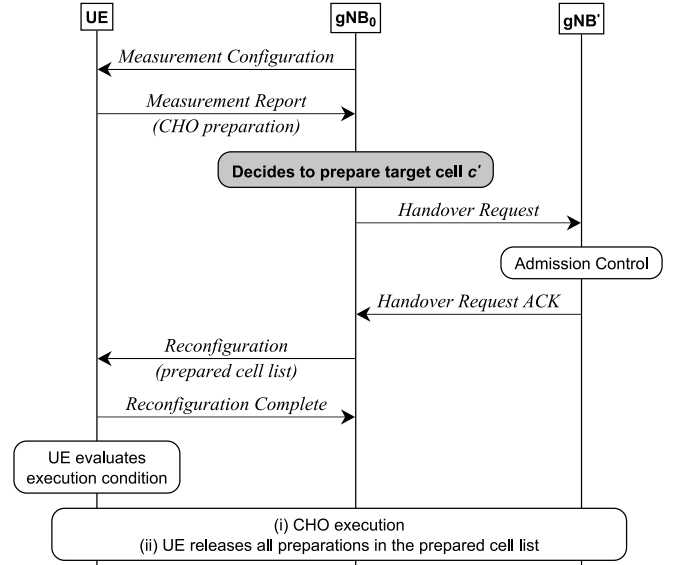 UE gNB₀ gNB'
Measurement Configuration
Measurement Report
(CHO preparation)
Decides to prepare target cell c'
Handover Request
Admission Control
Handover Request ACK
Reconfiguration
(prepared cell list)
Reconfiguration Complete
UE evaluates
execution condition
(i) CHO execution
(ii) UE releases all preparations in the prepared cell list